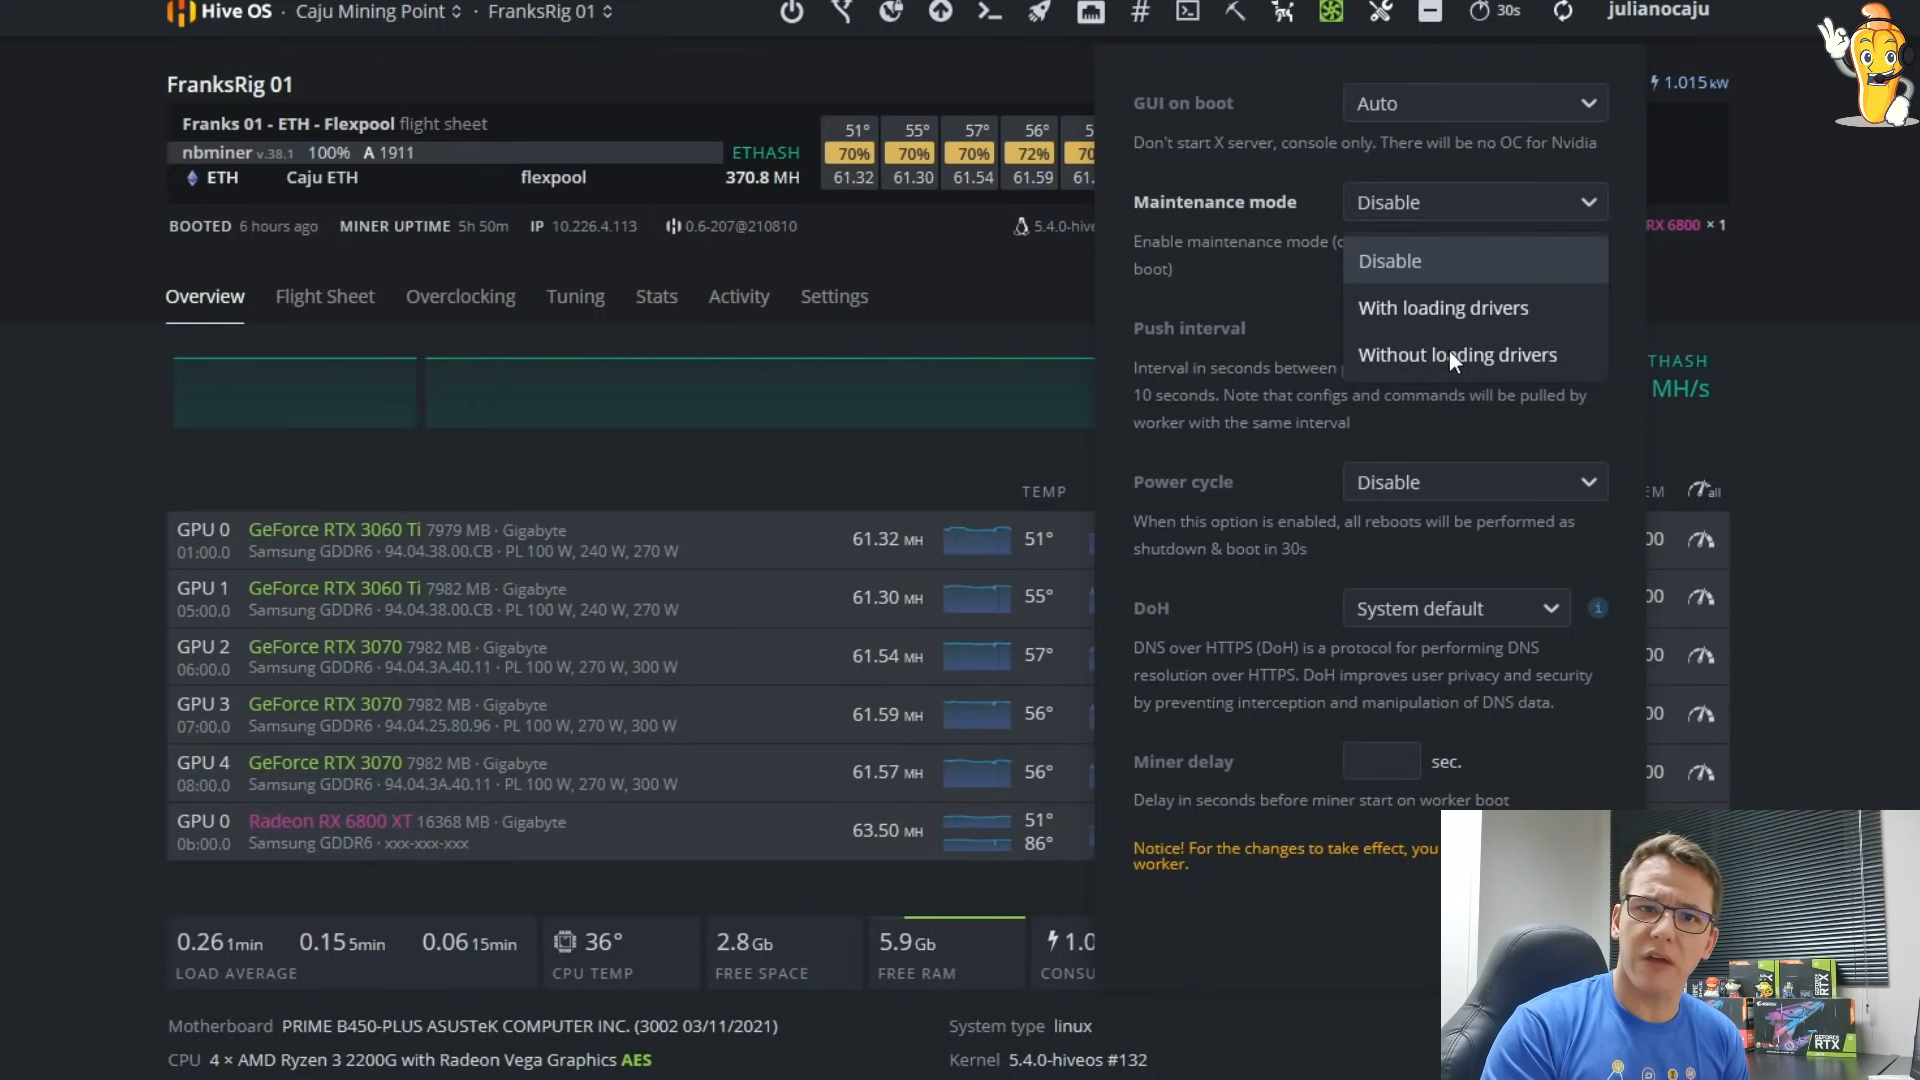 Hive OS · Caju Mining Point · FranksRig 01
30s
julianocaju
FranksRig 01
Franks 01 - ETH - Flexpool flight sheet
nbminer v.38.1 100% A 1911 ETHASH
ETH Caju ETH flexpool 370.8 MH
51° 55° 57° 56° 5
70% 70% 70% 72% 70
61.32 61.30 61.54 61.59 61.
1.015 kW
BOOTED 6 hours ago MINER UPTIME 5h 50m IP 10.226.4.113 0.6-207@210810 5.4.0-hive
RX 6800 × 1
Overview Flight Sheet Overclocking Tuning Stats Activity Settings
GUI on boot Auto
Don't start X server, console only. There will be no OC for Nvidia
Maintenance mode Disable
Enable maintenance mode (
boot)
Disable
With loading drivers
Without loading drivers
Push interval
Interval in seconds between
10 seconds. Note that configs and commands will be pulled by
worker with the same interval
THASH
MH/s
Power cycle Disable
When this option is enabled, all reboots will be performed as
shutdown & boot in 30s
DoH System default i
DNS over HTTPS (DoH) is a protocol for performing DNS
resolution over HTTPS. DoH improves user privacy and security
by preventing interception and manipulation of DNS data.
Miner delay sec.
Delay in seconds before miner start on worker boot
Notice! For the changes to take effect, you
worker.
TEMP
EM all
GPU 0 GeForce RTX 3060 Ti 7979 MB · Gigabyte 61.32 MH 51° 00
01:00.0 Samsung GDDR6 · 94.04.38.00.CB · PL 100 W, 240 W, 270 W
GPU 1 GeForce RTX 3060 Ti 7982 MB · Gigabyte 61.30 MH 55° 00
05:00.0 Samsung GDDR6 · 94.04.38.00.CB · PL 100 W, 240 W, 270 W
GPU 2 GeForce RTX 3070 7982 MB · Gigabyte 61.54 MH 57° 00
06:00.0 Samsung GDDR6 · 94.04.3A.40.11 · PL 100 W, 270 W, 300 W
GPU 3 GeForce RTX 3070 7982 MB · Gigabyte 61.59 MH 56° 00
07:00.0 Samsung GDDR6 · 94.04.25.80.96 · PL 100 W, 270 W, 300 W
GPU 4 GeForce RTX 3070 7982 MB · Gigabyte 61.57 MH 56° 00
08:00.0 Samsung GDDR6 · 94.04.3A.40.11 · PL 100 W, 270 W, 300 W
GPU 0 Radeon RX 6800 XT 16368 MB · Gigabyte 63.50 MH 51°
0b:00.0 Samsung GDDR6 · xxx-xxx-xxx 86°
0.26 1min 0.15 5min 0.06 15min
LOAD AVERAGE
36°
CPU TEMP
2.8 Gb
FREE SPACE
5.9 Gb
FREE RAM
1.0
CONSU
Motherboard PRIME B450-PLUS ASUSTeK COMPUTER INC. (3002 03/11/2021)
System type linux
CPU 4 × AMD Ryzen 3 2200G with Radeon Vega Graphics AES
Kernel 5.4.0-hiveos #132
RTX
GEFORCE
RTX